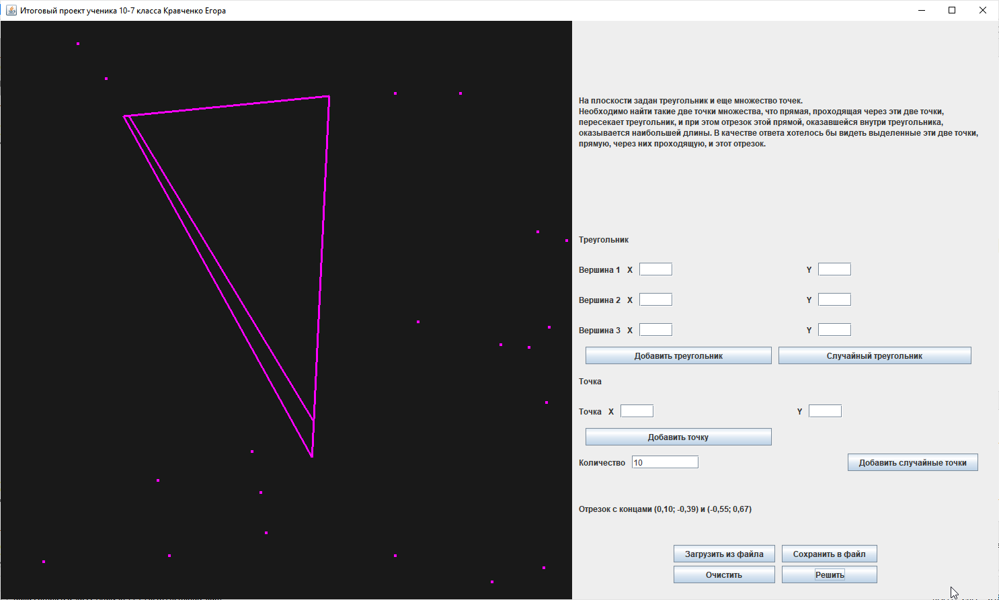 Итоговый проект ученика 10-7 класса Кравченко Егора
На плоскости задан треугольник и еще множество точек.
Необходимо найти такие две точки множества, что прямая, проходящая через эти две точки,
пересекает треугольник, и при этом отрезок этой прямой, оказавшейся внутри треугольника,
оказывается наибольшей длины. В качестве ответа хотелось бы видеть выделенные эти две точки,
прямую, через них проходящую, и этот отрезок.
Треугольник
Вершина 1 X Y
Вершина 2 X Y
Вершина 3 X Y
Добавить треугольник Случайный треугольник
Точка
Точка X Y
Добавить точку
Количество 10 Добавить случайные точки
Отрезок с концами (0,10; -0,39) и (-0,55; 0,67)
Загрузить из файла Сохранить в файл
Очистить Решить